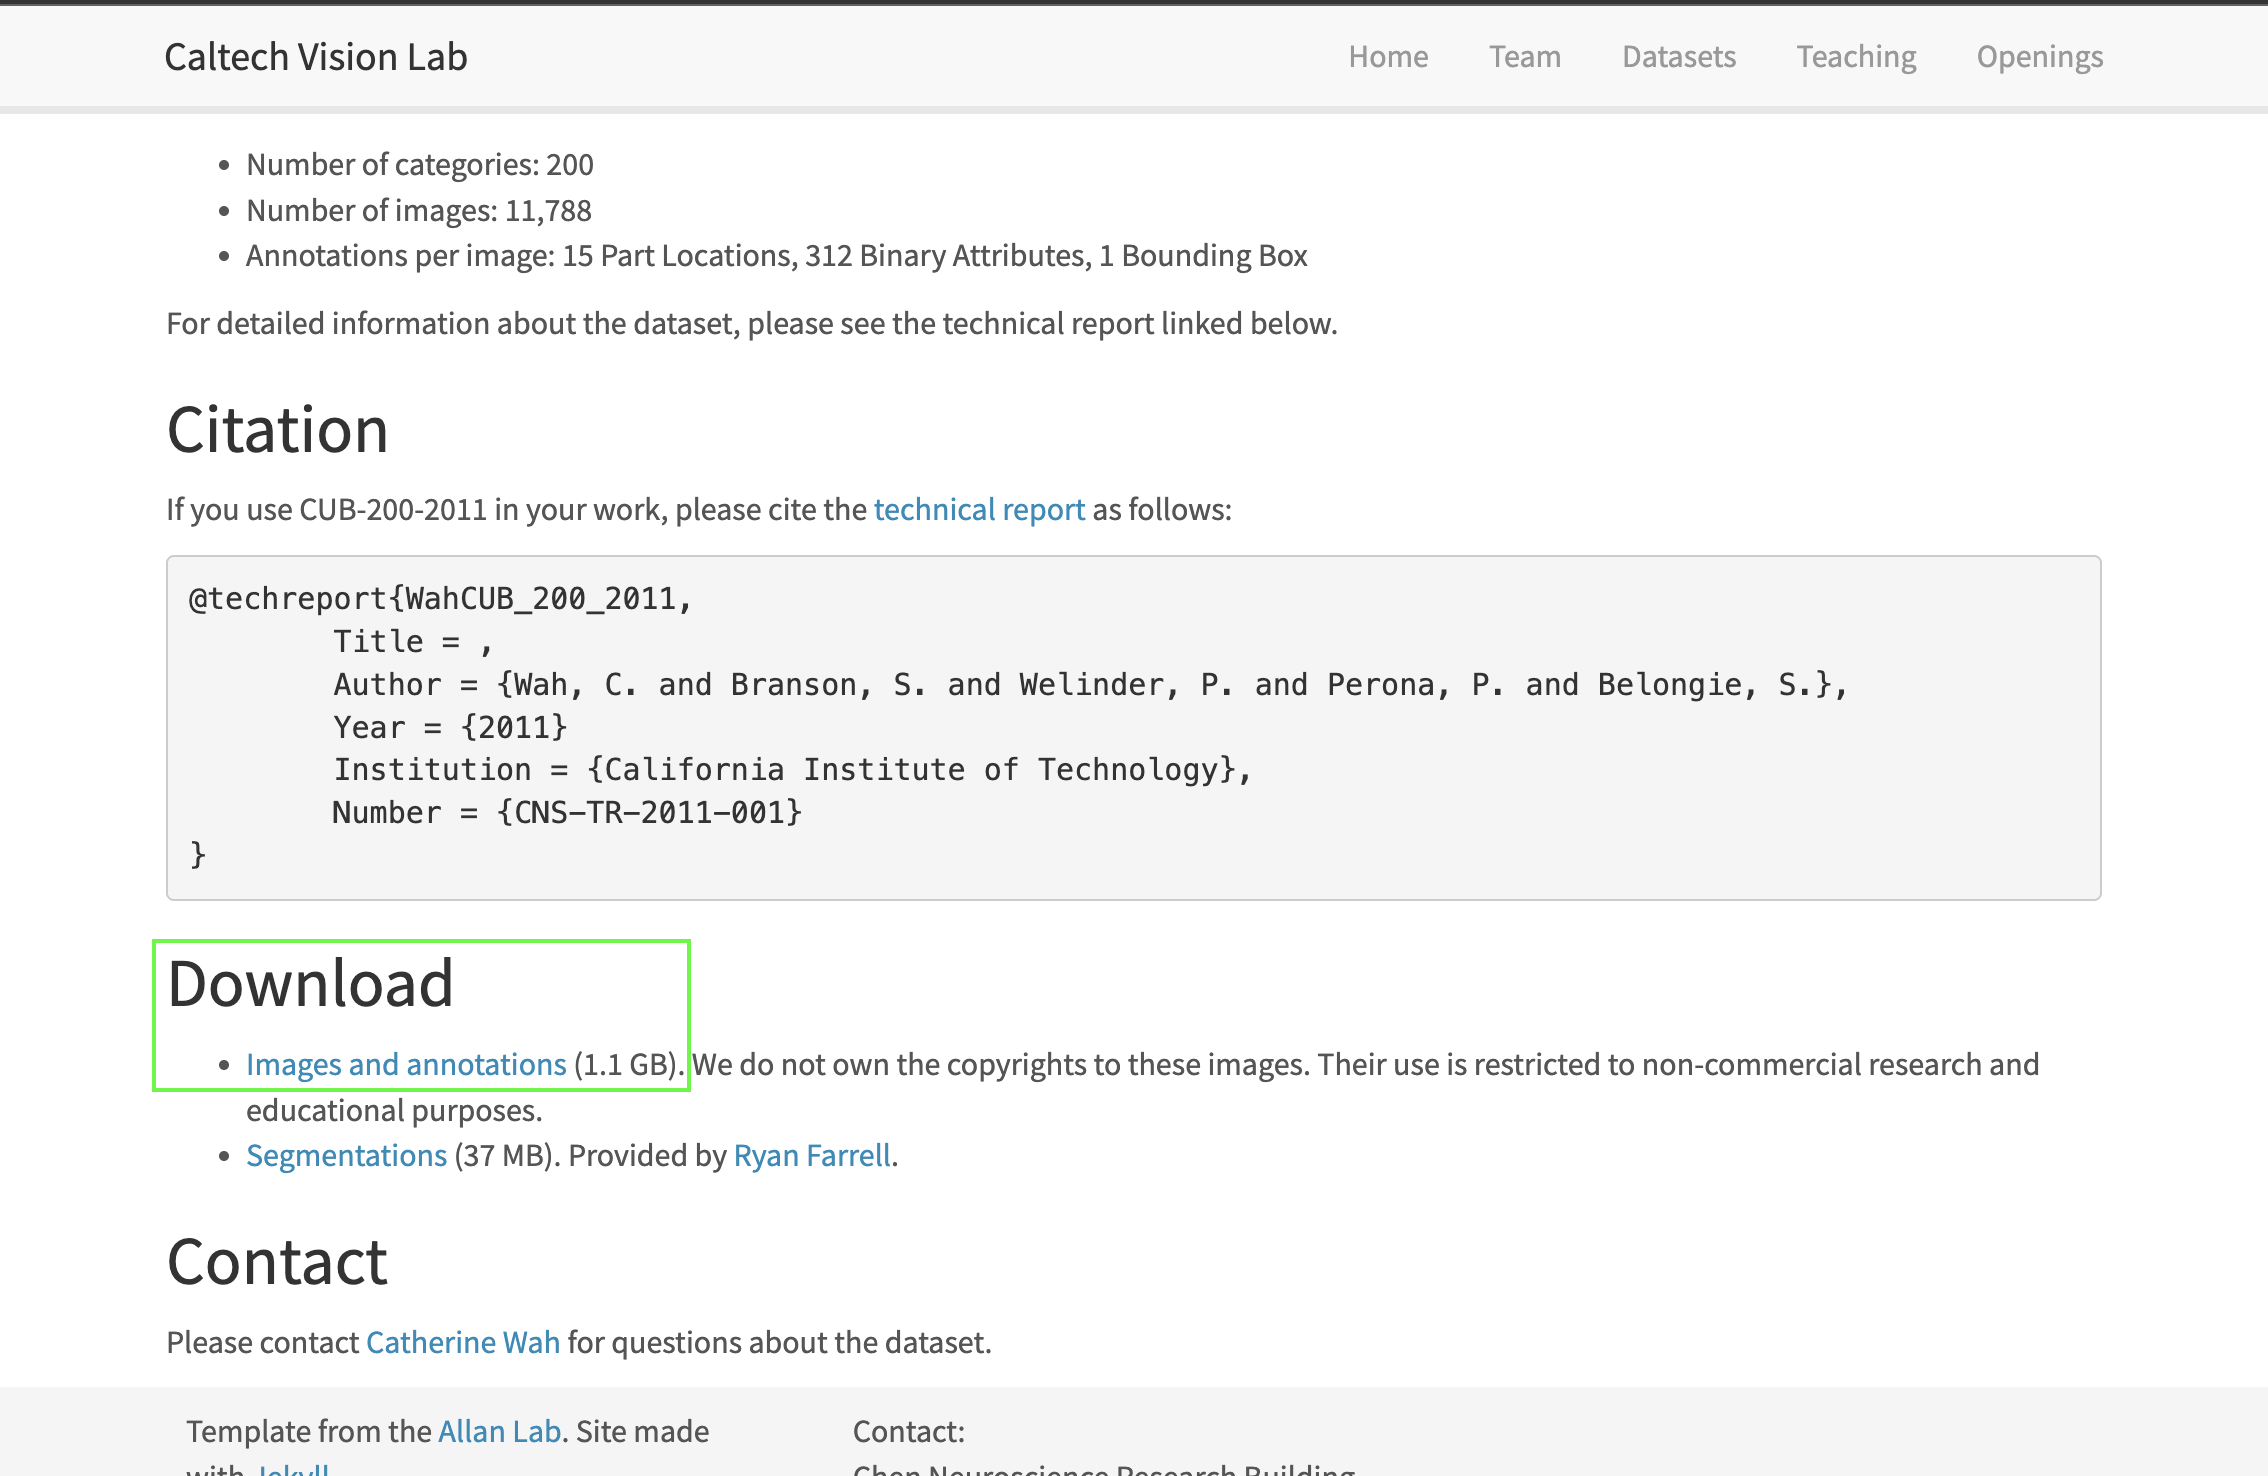 Caltech Vision Lab Home Team Datasets Teaching Openings
• Number of categories: 200
• Number of images: 11,788
• Annotations per image: 15 Part Locations, 312 Binary Attributes, 1 Bounding Box
For detailed information about the dataset, please see the technical report linked below.
Citation
If you use CUB-200-2011 in your work, please cite the technical report as follows:
@techreport{WahCUB_200_2011,
        Title = ,
        Author = {Wah, C. and Branson, S. and Welinder, P. and Perona, P. and Belongie, S.},
        Year = {2011}
        Institution = {California Institute of Technology},
        Number = {CNS-TR-2011-001}
}
Download
• Images and annotations (1.1 GB). We do not own the copyrights to these images. Their use is restricted to non-commercial research and
educational purposes.
• Segmentations (37 MB). Provided by Ryan Farrell.
Contact
Please contact Catherine Wah for questions about the dataset.
Template from the Allan Lab. Site made
with Jekyll
Contact:
Chen Neuroscience Research Building